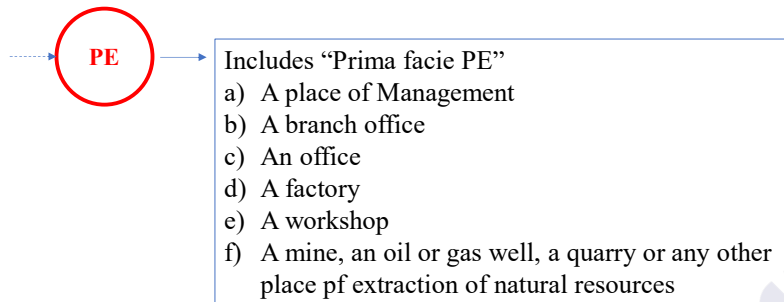 PE
Includes “Prima facie PE”
a) A place of Management
b) A branch office
c) An office
d) A factory
e) A workshop
f) A mine, an oil or gas well, a quarry or any other
place pf extraction of natural resources